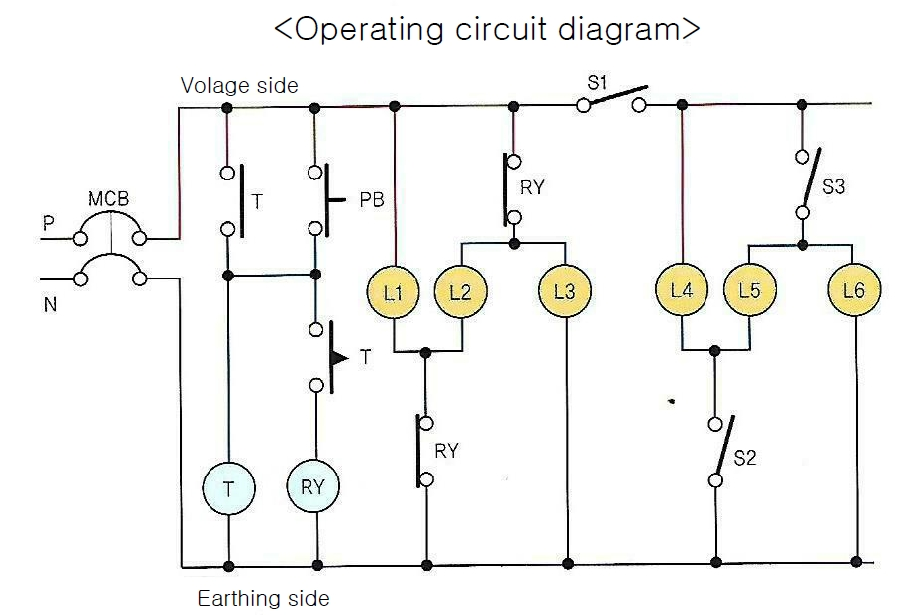 <Operating circuit diagram>
Volage side
S1
MCB
P
N
T
PB
RY
S3
L1
L2
L3
L4
L5
L6
T
RY
S2
T
RY
Earthing side